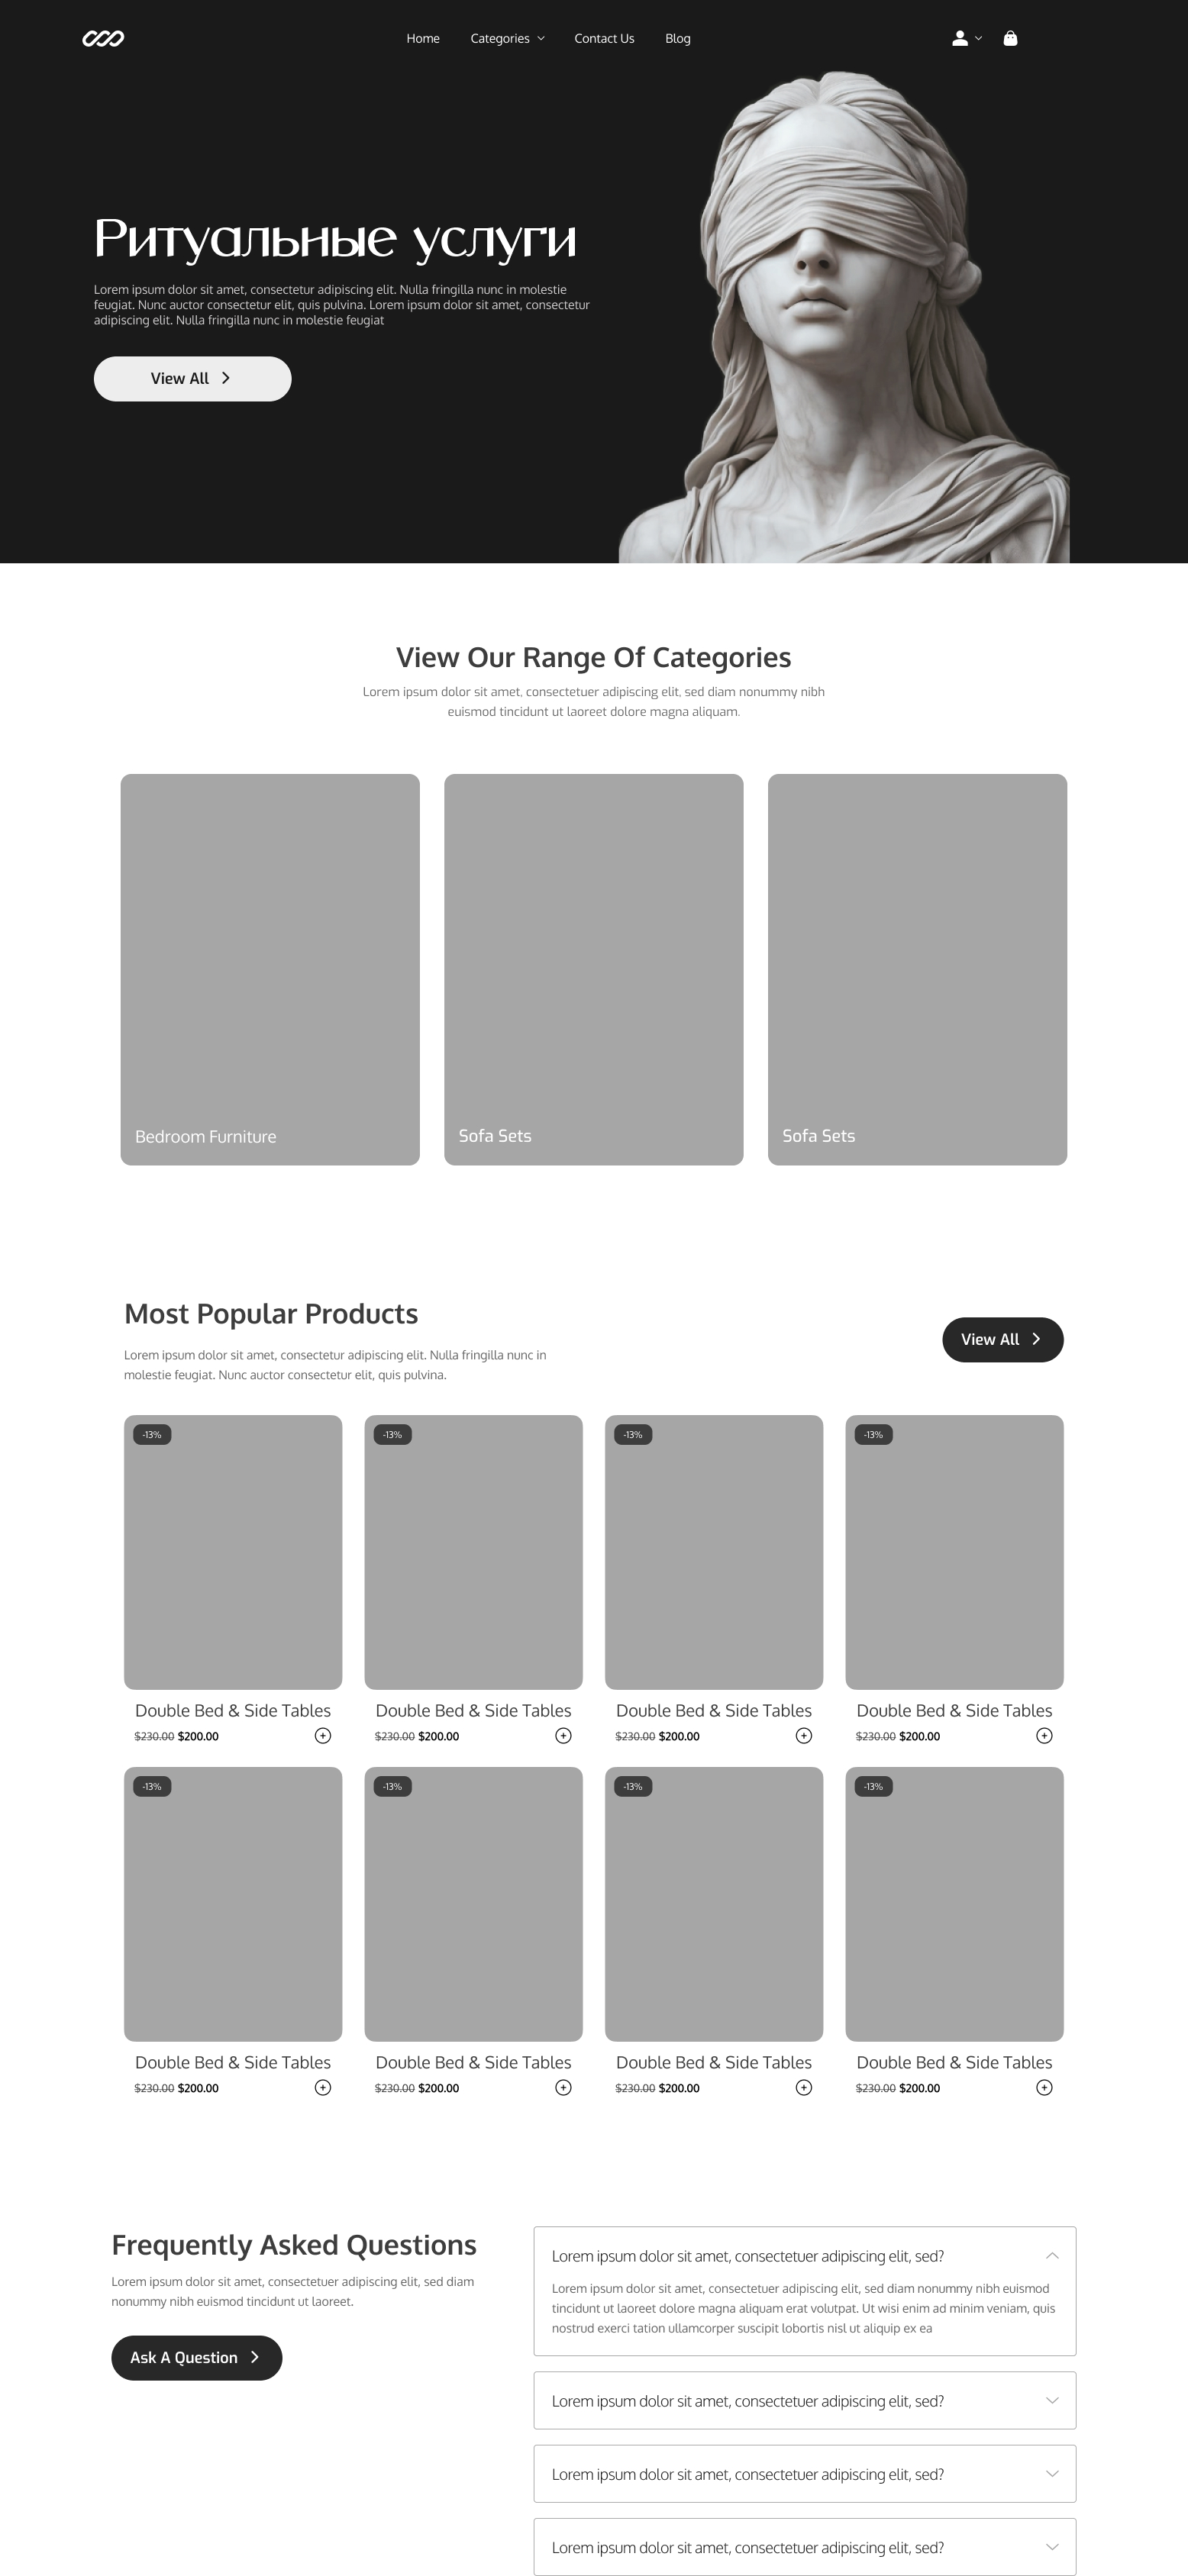 Home Categories Contact Us Blog
Ритуальные услуги
Lorem ipsum dolor sit amet, consectetur adipiscing elit. Nulla fringilla nunc in molestie
feugiat. Nunc auctor consectetur elit, quis pulvina. Lorem ipsum dolor sit amet, consectetur
adipiscing elit. Nulla fringilla nunc in molestie feugiat
View All
View Our Range Of Categories
Lorem ipsum dolor sit amet, consectetuer adipiscing elit, sed diam nonummy nibh
euismod tincidunt ut laoreet dolore magna aliquam.
Bedroom Furniture
Sofa Sets
Sofa Sets
Most Popular Products
Lorem ipsum dolor sit amet, consectetur adipiscing elit. Nulla fringilla nunc in
molestie feugiat. Nunc auctor consectetur elit, quis pulvina.
View All
-13% -13% -13% -13%
Double Bed & Side Tables Double Bed & Side Tables Double Bed & Side Tables Double Bed & Side Tables
$230.00 $200.00 $230.00 $200.00 $230.00 $200.00 $230.00 $200.00
-13% -13% -13% -13%
Double Bed & Side Tables Double Bed & Side Tables Double Bed & Side Tables Double Bed & Side Tables
$230.00 $200.00 $230.00 $200.00 $230.00 $200.00 $230.00 $200.00
Frequently Asked Questions
Lorem ipsum dolor sit amet, consectetuer adipiscing elit, sed diam
nonummy nibh euismod tincidunt ut laoreet.
Ask A Question
Lorem ipsum dolor sit amet, consectetuer adipiscing elit, sed?
Lorem ipsum dolor sit amet, consectetuer adipiscing elit, sed diam nonummy nibh euismod
tincidunt ut laoreet dolore magna aliquam erat volutpat. Ut wisi enim ad minim veniam, quis
nostrud exerci tation ullamcorper suscipit lobortis nisl ut aliquip ex ea
Lorem ipsum dolor sit amet, consectetuer adipiscing elit, sed?
Lorem ipsum dolor sit amet, consectetuer adipiscing elit, sed?
Lorem ipsum dolor sit amet, consectetuer adipiscing elit, sed?